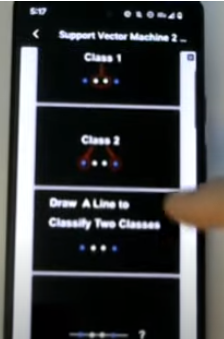 5:17
Support Vector Machine 2 ...
Class 1
Class 2
Draw A Line to
Classify Two Classes
?